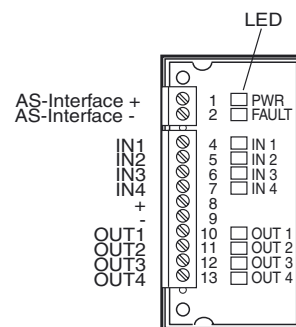 LED
AS-Interface + 1 PWR
AS-Interface - 2 FAULT
IN1 4 IN 1
IN2 5 IN 2
IN3 6 IN 3
IN4 7 IN 4
+ 8
- 9
OUT1 10 OUT 1
OUT2 11 OUT 2
OUT3 12 OUT 3
OUT4 13 OUT 4